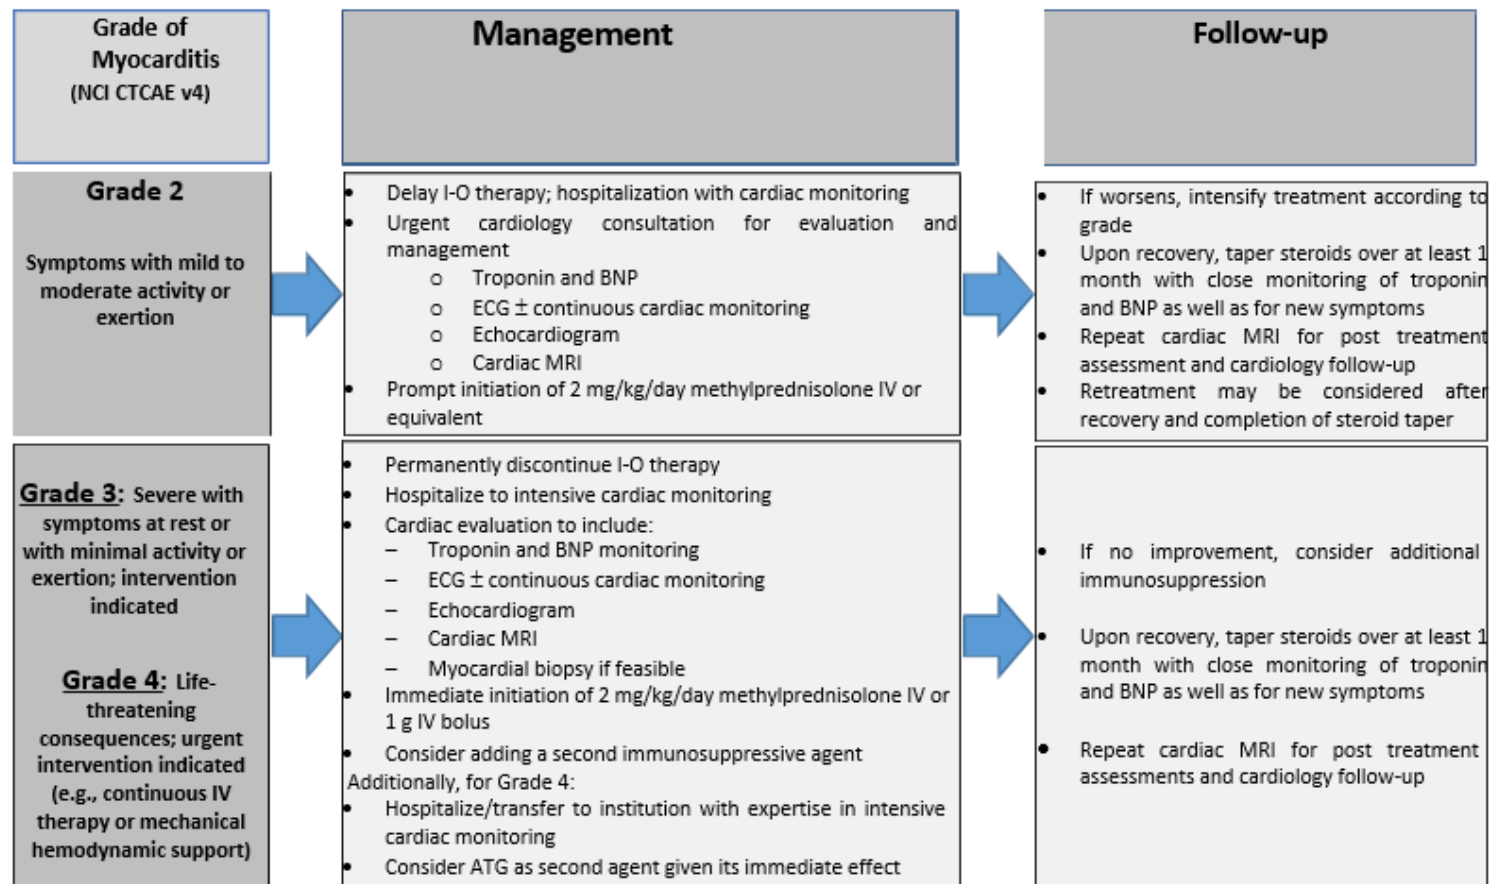 Grade of
Myocarditis
(NCI CTCAE v4)
Management
Follow-up
Grade 2
Symptoms with mild to
moderate activity or
exertion
• Delay I-O therapy; hospitalization with cardiac monitoring
• Urgent cardiology consultation for evaluation and
management
o Troponin and BNP
o ECG ± continuous cardiac monitoring
o Echocardiogram
o Cardiac MRI
• Prompt initiation of 2 mg/kg/day methylprednisolone IV or
equivalent
• If worsens, intensify treatment according to
grade
• Upon recovery, taper steroids over at least 1
month with close monitoring of troponin
and BNP as well as for new symptoms
• Repeat cardiac MRI for post treatment
assessment and cardiology follow-up
• Retreatment may be considered after
recovery and completion of steroid taper
Grade 3: Severe with
symptoms at rest or
with minimal activity or
exertion; intervention
indicated
Grade 4: Life-
threatening
consequences; urgent
intervention indicated
(e.g., continuous IV
therapy or mechanical
hemodynamic support)
• Permanently discontinue I-O therapy
• Hospitalize to intensive cardiac monitoring
• Cardiac evaluation to include:
– Troponin and BNP monitoring
– ECG ± continuous cardiac monitoring
– Echocardiogram
– Cardiac MRI
– Myocardial biopsy if feasible
• Immediate initiation of 2 mg/kg/day methylprednisolone IV or
1 g IV bolus
• Consider adding a second immunosuppressive agent
Additionally, for Grade 4:
• Hospitalize/transfer to institution with expertise in intensive
cardiac monitoring
• Consider ATG as second agent given its immediate effect
• If no improvement, consider additional
immunosuppression
• Upon recovery, taper steroids over at least 1
month with close monitoring of troponin
and BNP as well as for new symptoms
• Repeat cardiac MRI for post treatment
assessments and cardiology follow-up